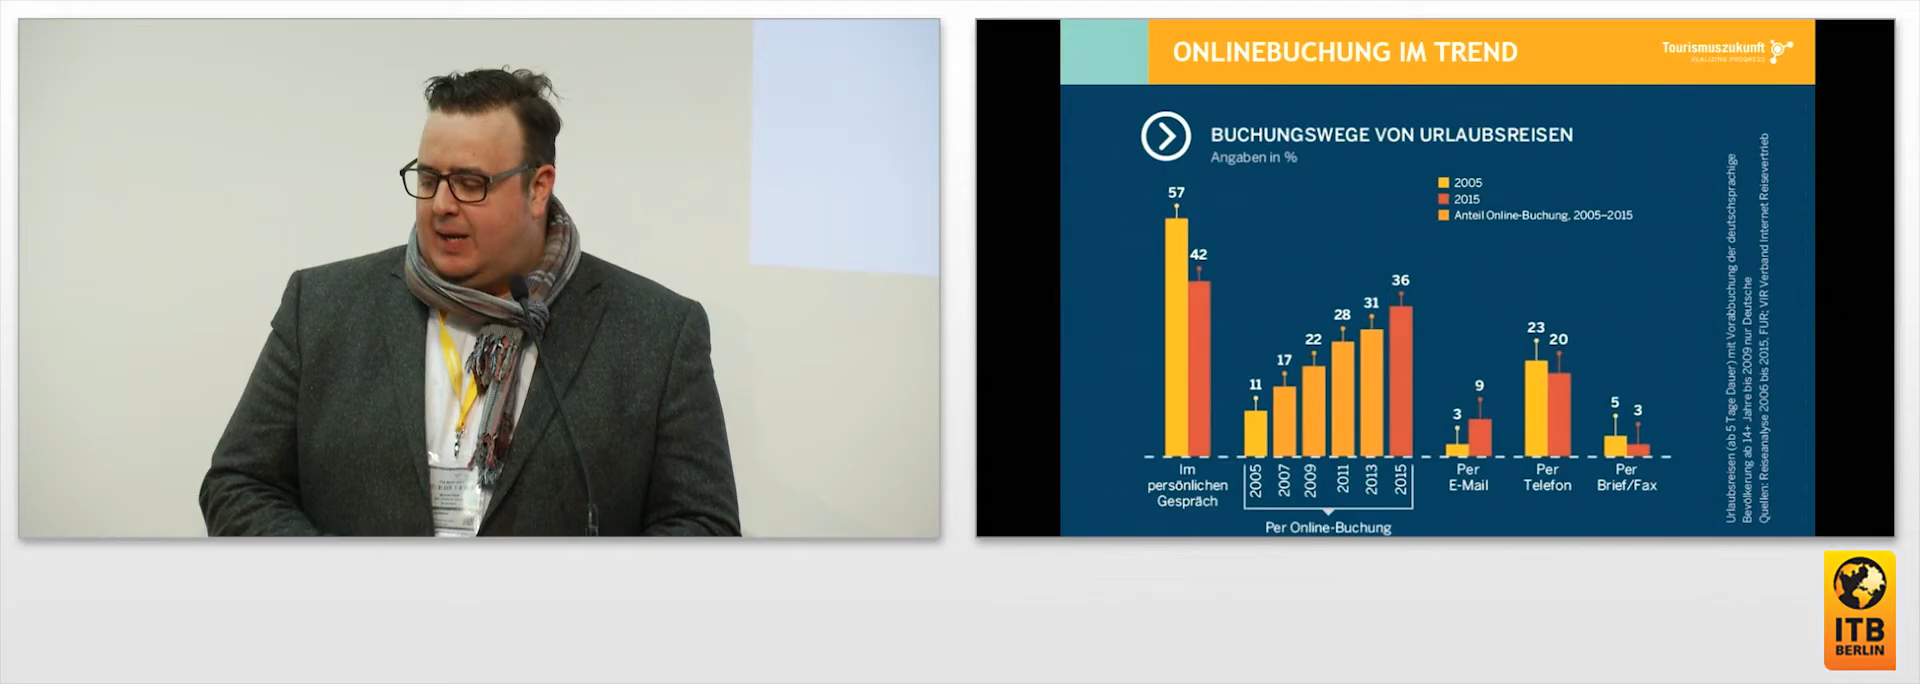 ONLINEBUCHUNG IM TREND
Tourismuszukunft
REALIZING PROGRESS
BUCHUNGSWEGE VON URLAUBSREISEN
Angaben in %
2005
2015
Anteil Online-Buchung, 2005–2015
57
42
11
17
22
28
31
36
3
9
23
20
5
3
Im
persönlichen
Gespräch
2005
2007
2009
2011
2013
2015
Per Online-Buchung
Per
E-Mail
Per
Telefon
Per
Brief/Fax
Urlaubsreisen (ab 5 Tage Dauer) mit Vorabbuchung der deutschsprachige
Bevölkerung ab 14+ Jahre bis 2009 nur Deutsche
Quellen: Reiseanalyse 2006 bis 2015, FUR; VIR Verband Internet Reisevertrieb
ITB
BERLIN